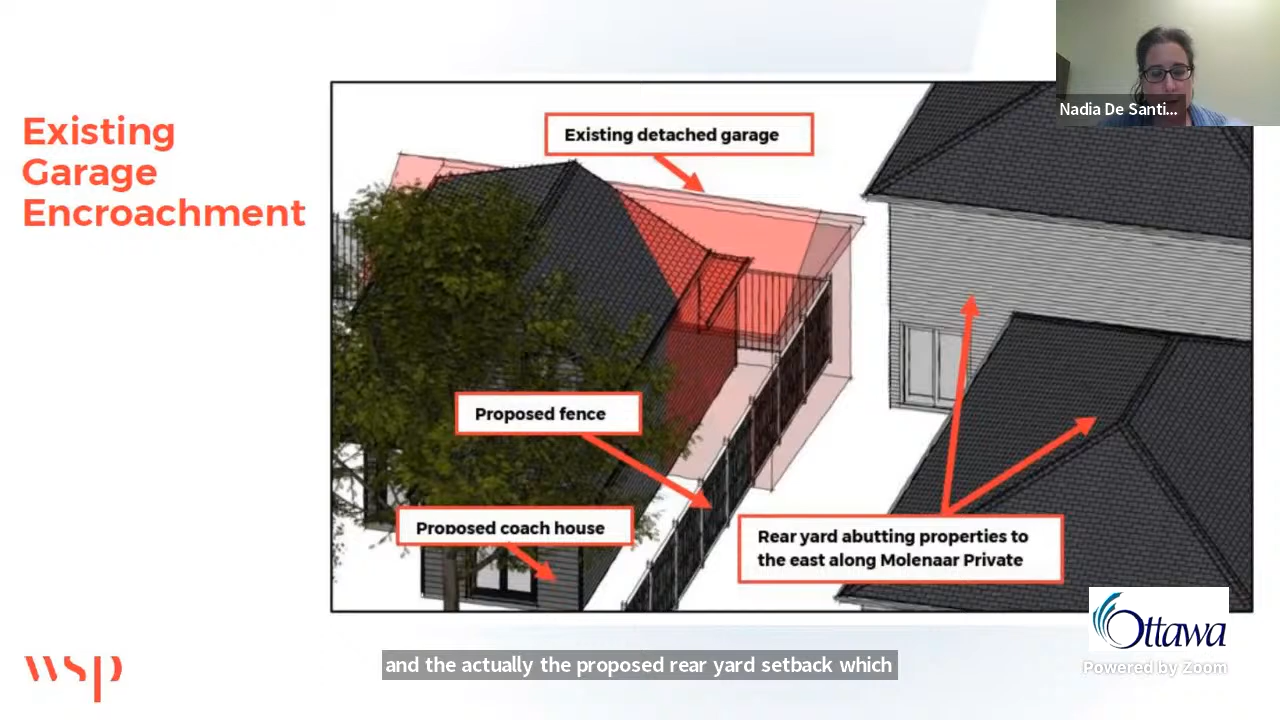 Existing
Garage
Encroachment
Existing detached garage
Nadia De Santi...
Proposed fence
Proposed coach house
Rear yard abutting properties to
the east along Molenaar Private
Ottawa
Powered by Zoom
and the actually the proposed rear yard setback which
wsp